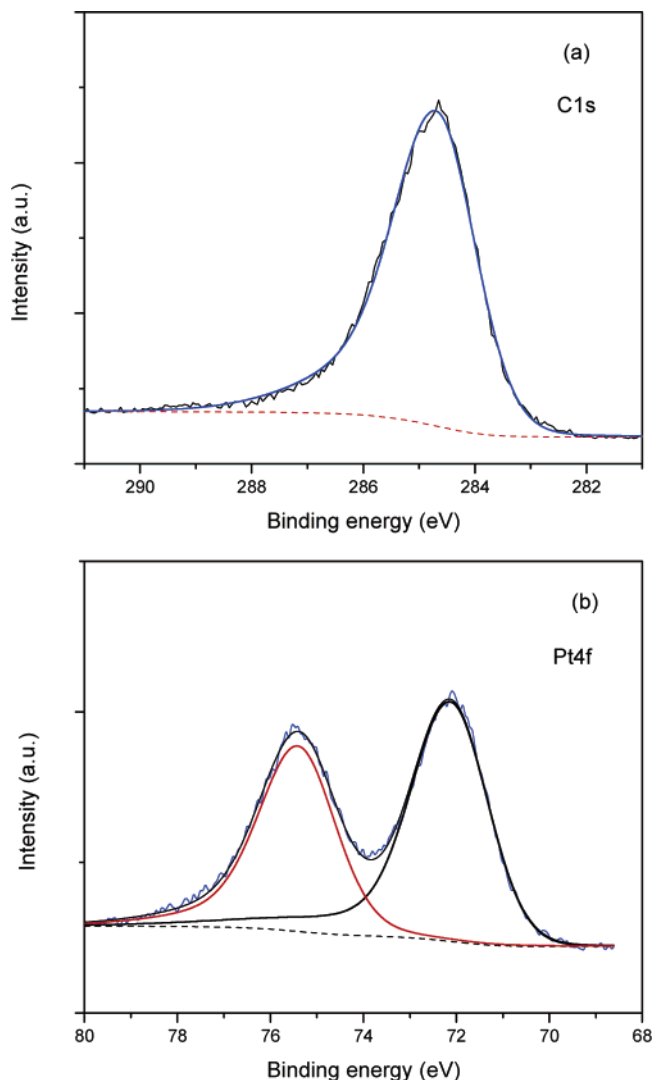 (a)
C1s
Intensity (a.u.)
290 288 286 284 282
Binding energy (eV)
(b)
Pt4f
Intensity (a.u.)
80 78 76 74 72 70 68
Binding energy (eV)